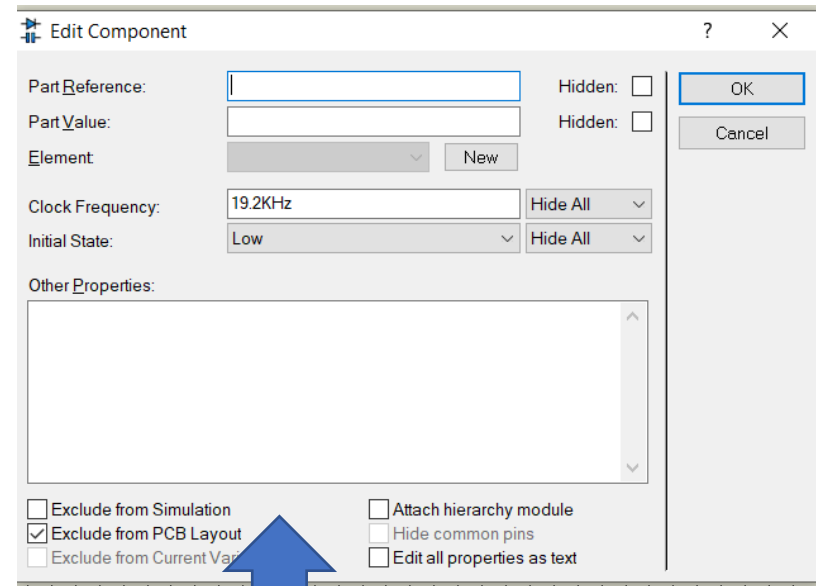 Edit Component ?
Part Reference: Hidden: OK
Part Value: Hidden: Cancel
Element: New
Clock Frequency: 19.2KHz Hide All
Initial State: Low Hide All
Other Properties:
Exclude from Simulation Attach hierarchy module
Exclude from PCB Layout Hide common pins
Exclude from Current Edit all properties as text